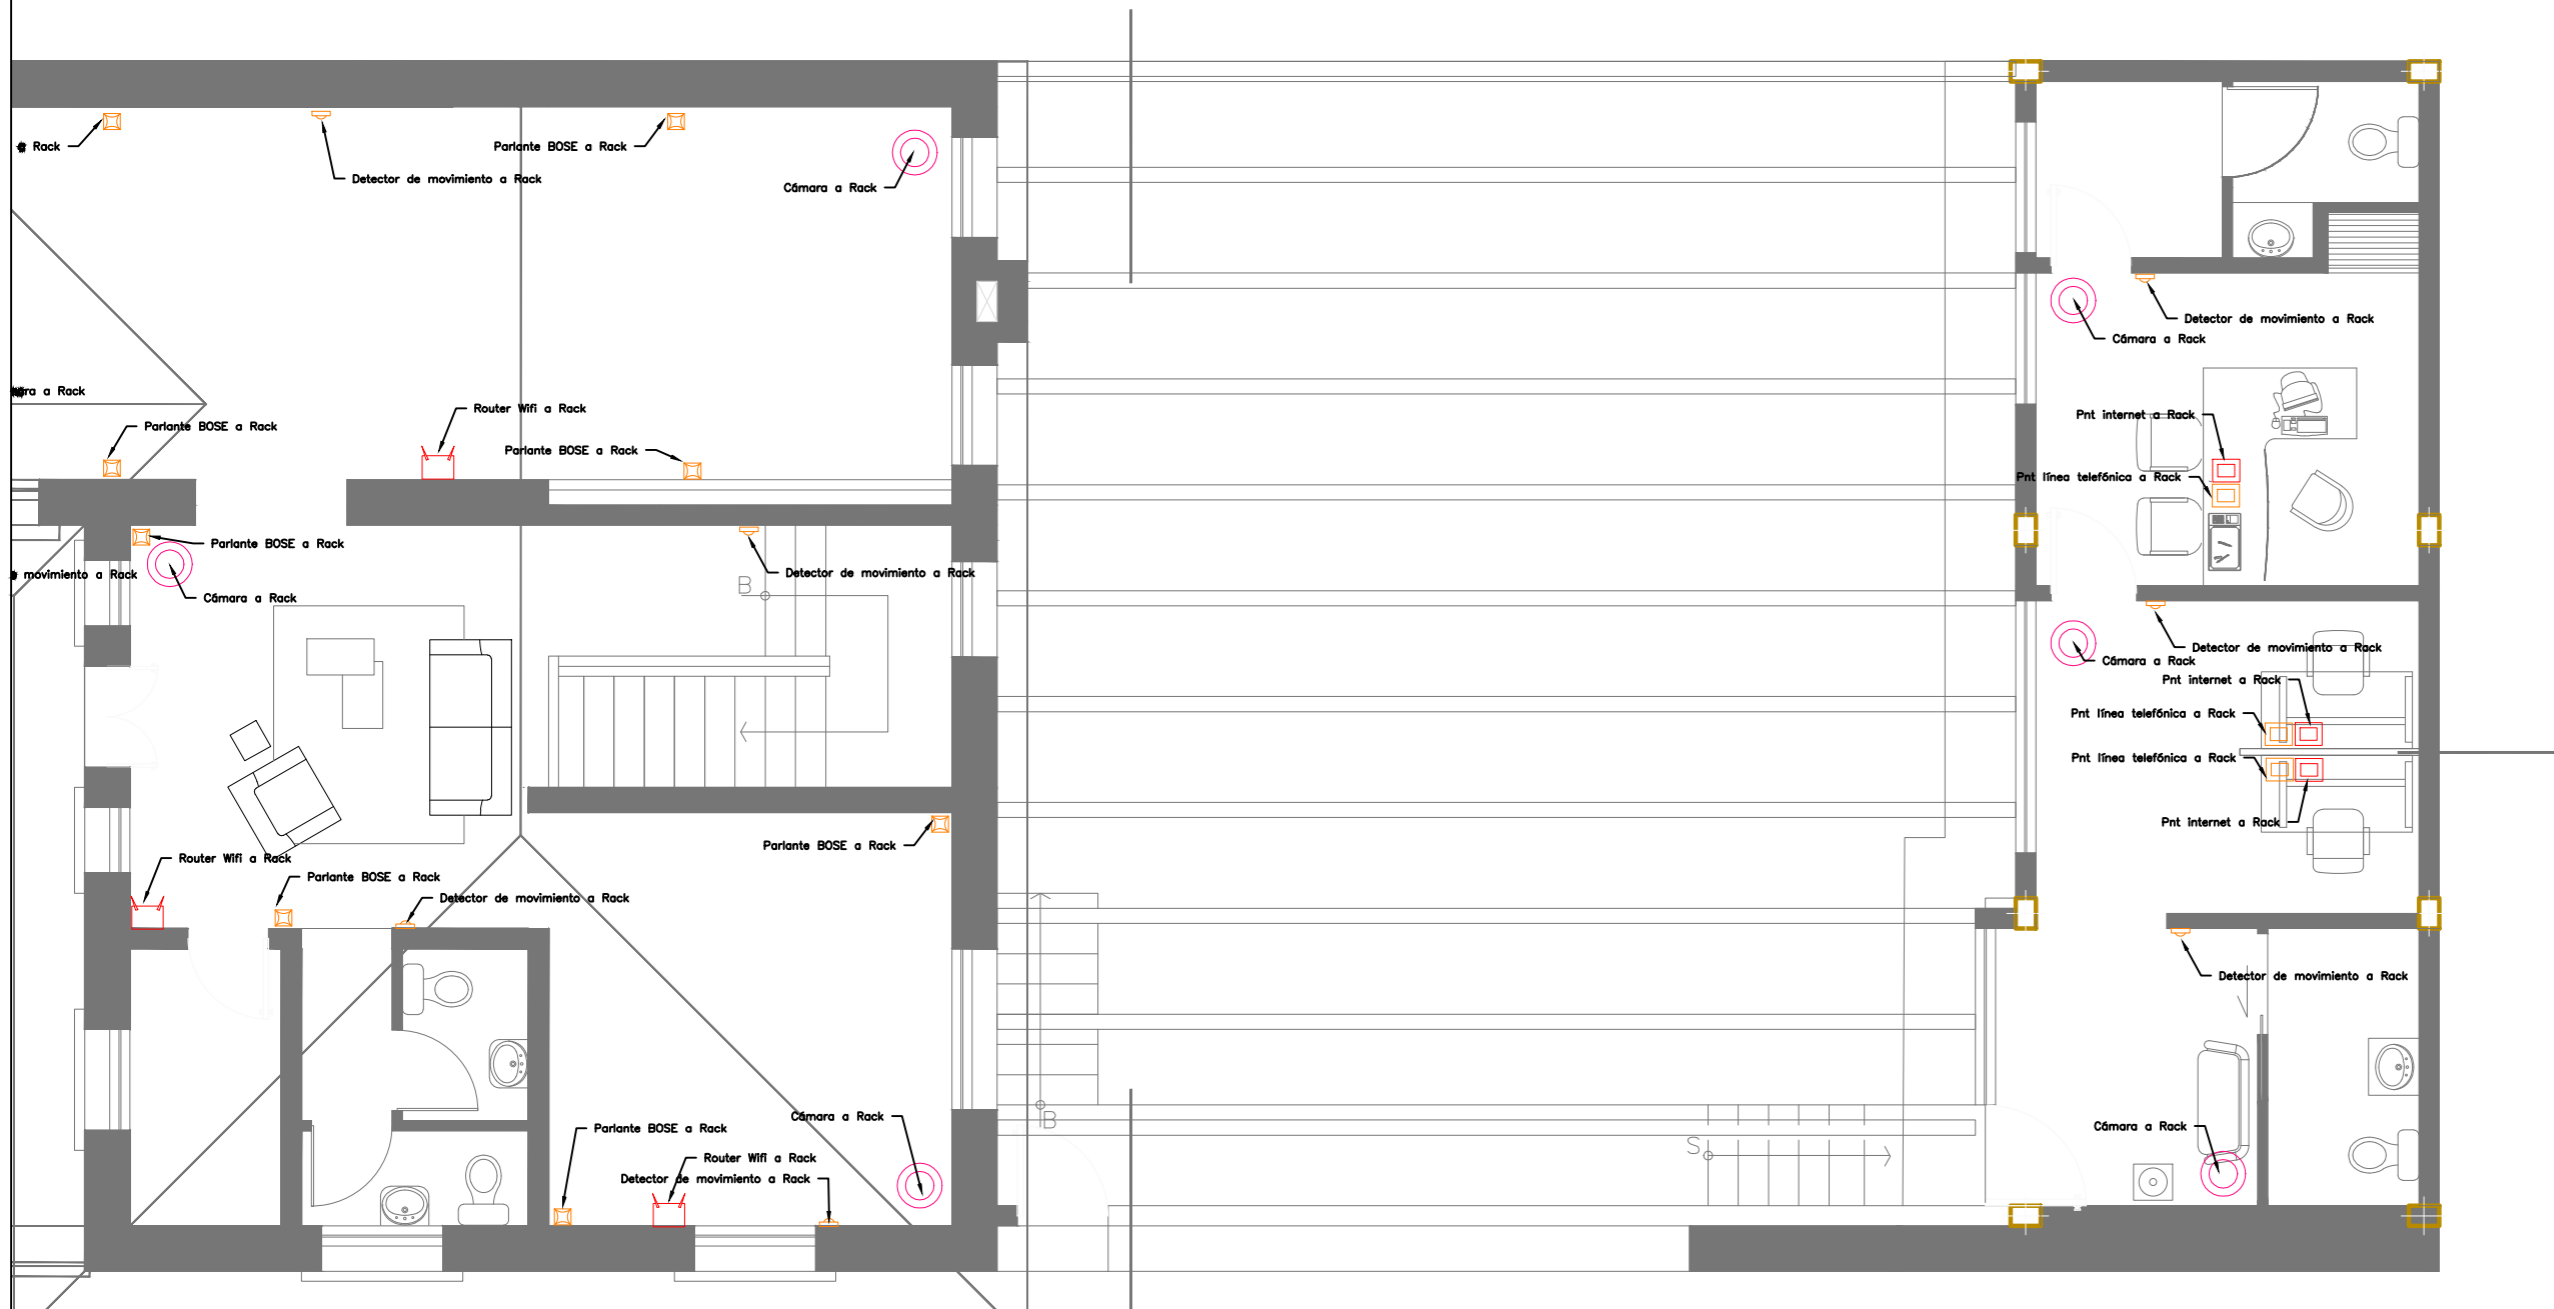 Rack
Parlante BOSE a Rack
Detector de movimiento a Rack
Cámara a Rack
Detector de movimiento a Rack
Cámara a Rack
a Rack
Router Wifi a Rack
Pnt internet a Rack
Parlante BOSE a Rack
Parlante BOSE a Rack
Pnt línea telefónica a Rack
Parlante BOSE a Rack
movimiento a Rack
Detector de movimiento a Rack
B
Cámara a Rack
Detector de movimiento a Rack
Cámara a Rack
Pnt internet a Rack
Pnt línea telefónica a Rack
Pnt línea telefónica a Rack
Pnt internet a Rack
Parlante BOSE a Rack
Router Wifi a Rack
Parlante BOSE a Rack
Detector de movimiento a Rack
Detector de movimiento a Rack
Cámara a Rack
B
Parlante BOSE a Rack
Cámara a Rack
S
Router Wifi a Rack
Detector de movimiento a Rack